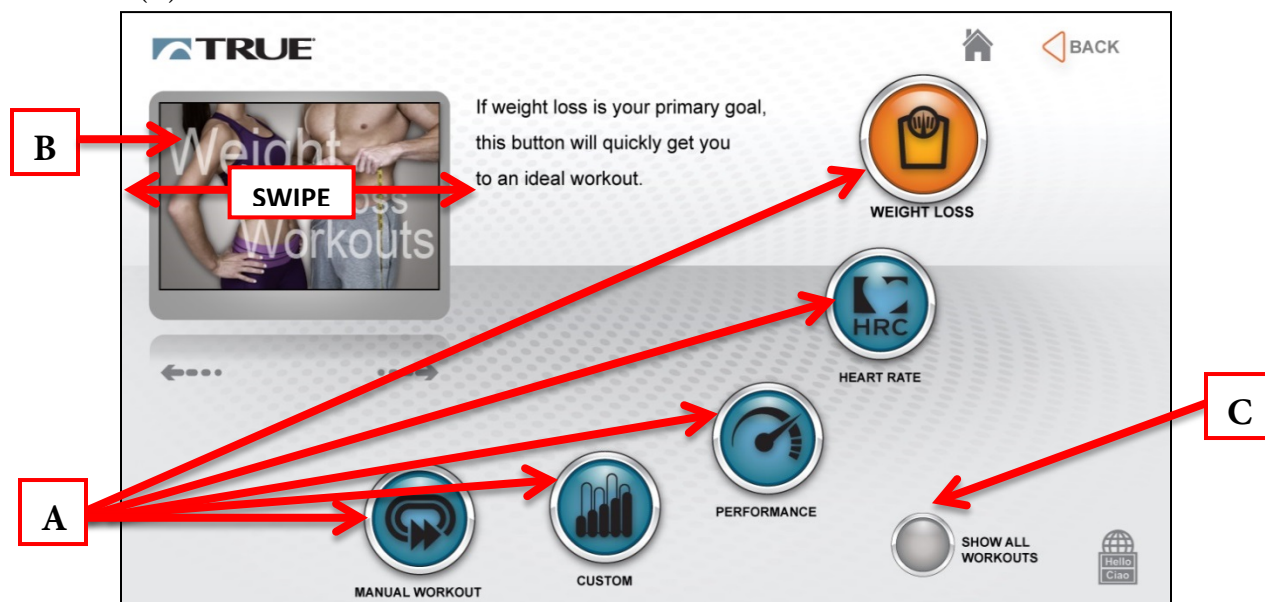 TRUE
BACK
If weight loss is your primary goal,
this button will quickly get you
to an ideal workout.
B
Weight
SWIPE
oss
Workouts
WEIGHT LOSS
HRC
HEART RATE
C
A
PERFORMANCE
SHOW ALL
WORKOUTS
Hello
Ciao
CUSTOM
MANUAL WORKOUT